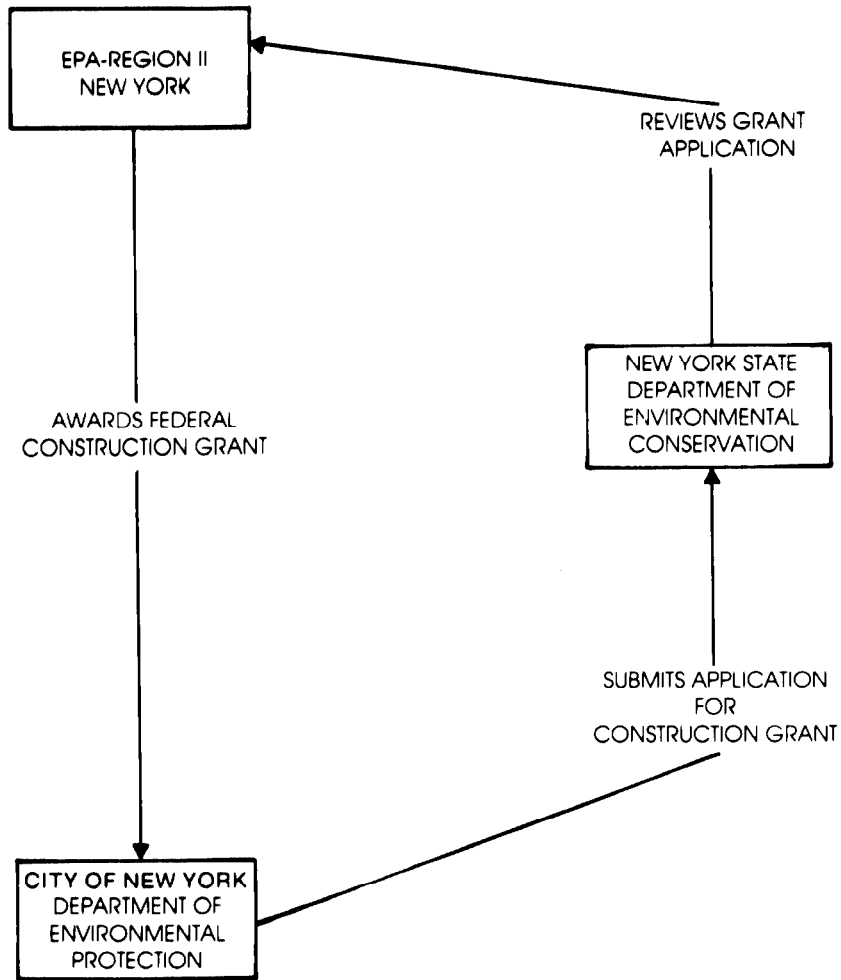 EPA-REGION II
NEW YORK
REVIEWS GRANT
APPLICATION
NEW YORK STATE
DEPARTMENT OF
ENVIRONMENTAL
CONSERVATION
AWARDS FEDERAL
CONSTRUCTION GRANT
SUBMITS APPLICATION
FOR
CONSTRUCTION GRANT
CITY OF NEW YORK
DEPARTMENT OF
ENVIRONMENTAL
PROTECTION